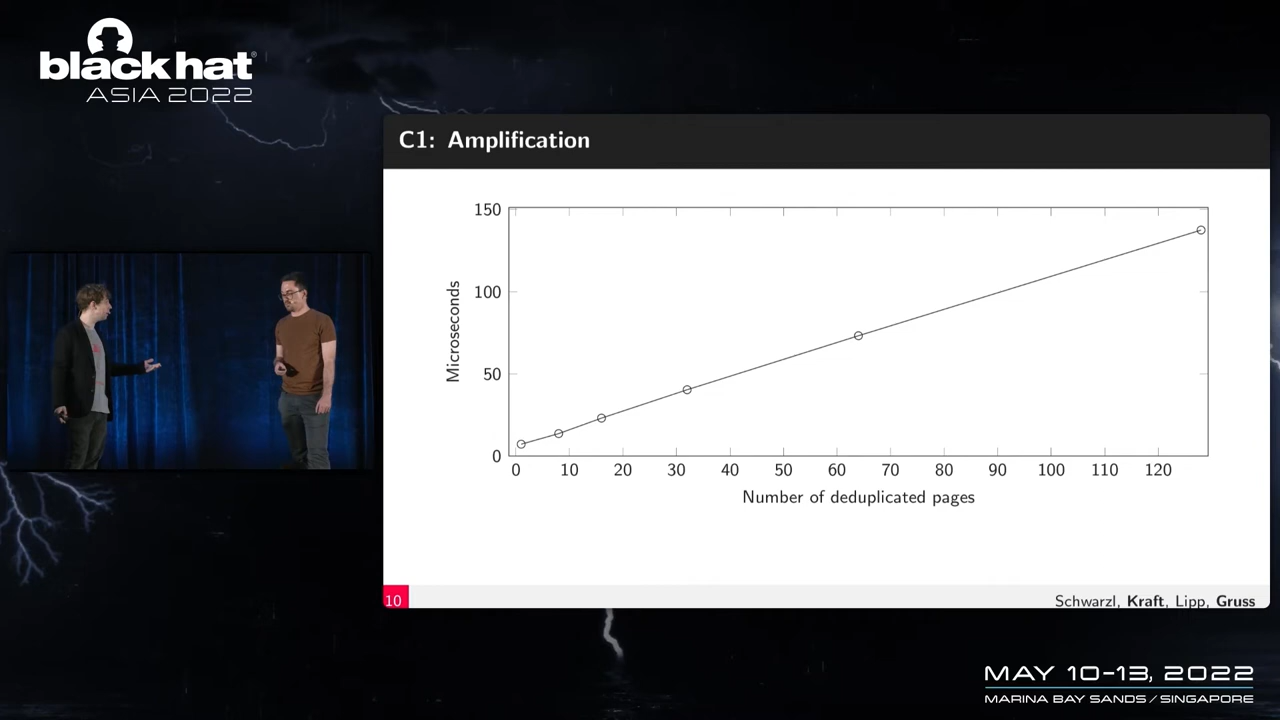 black hat®
ASIA 2022
C1: Amplification
150
100
50
0
Microseconds
0 10 20 30 40 50 60 70 80 90 100 110 120
Number of deduplicated pages
10
Schwarzl, Kraft, Lipp, Gruss
MAY 10-13, 2022
MARINA BAY SANDS / SINGAPORE